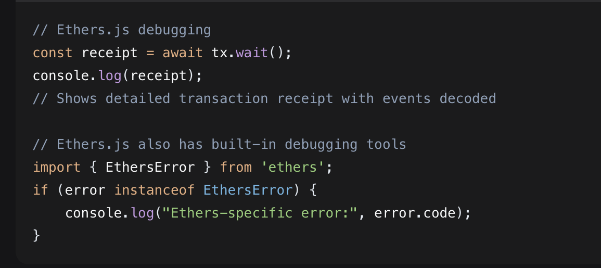 // Ethers.js debugging
const receipt = await tx.wait();
console.log(receipt);
// Shows detailed transaction receipt with events decoded

// Ethers.js also has built-in debugging tools
import { EthersError } from 'ethers';
if (error instanceof EthersError) {
    console.log("Ethers-specific error:", error.code);
}